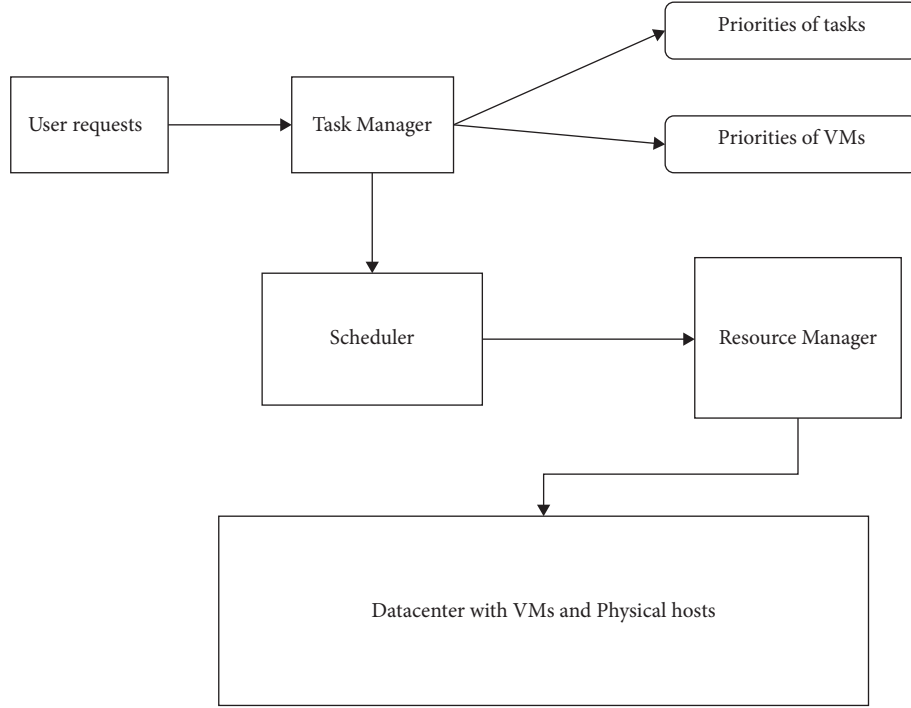 Priorities of tasks
User requests
Task Manager
Priorities of VMs
Scheduler
Resource Manager
Datacenter with VMs and Physical hosts